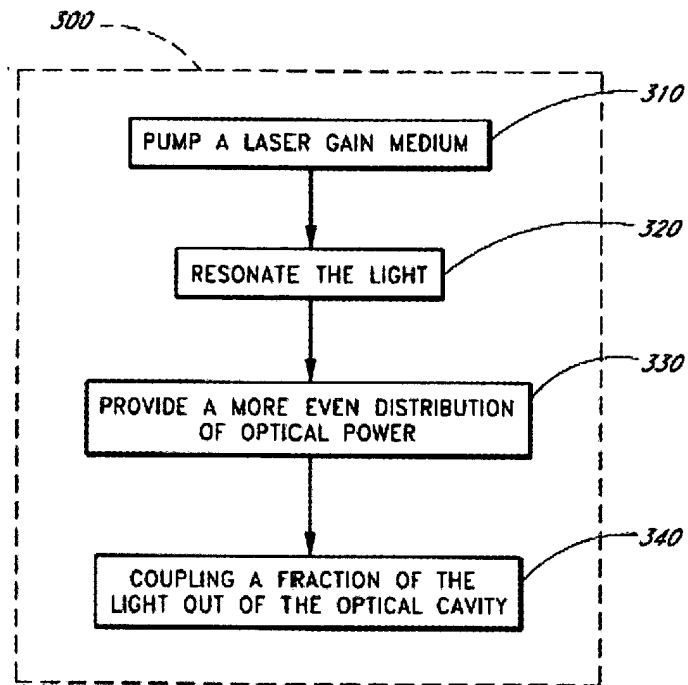 300
310
PUMP A LASER GAIN MEDIUM
320
RESONATE THE LIGHT
330
PROVIDE A MORE EVEN DISTRIBUTION
OF OPTICAL POWER
340
COUPLING A FRACTION OF THE
LIGHT OUT OF THE OPTICAL CAVITY